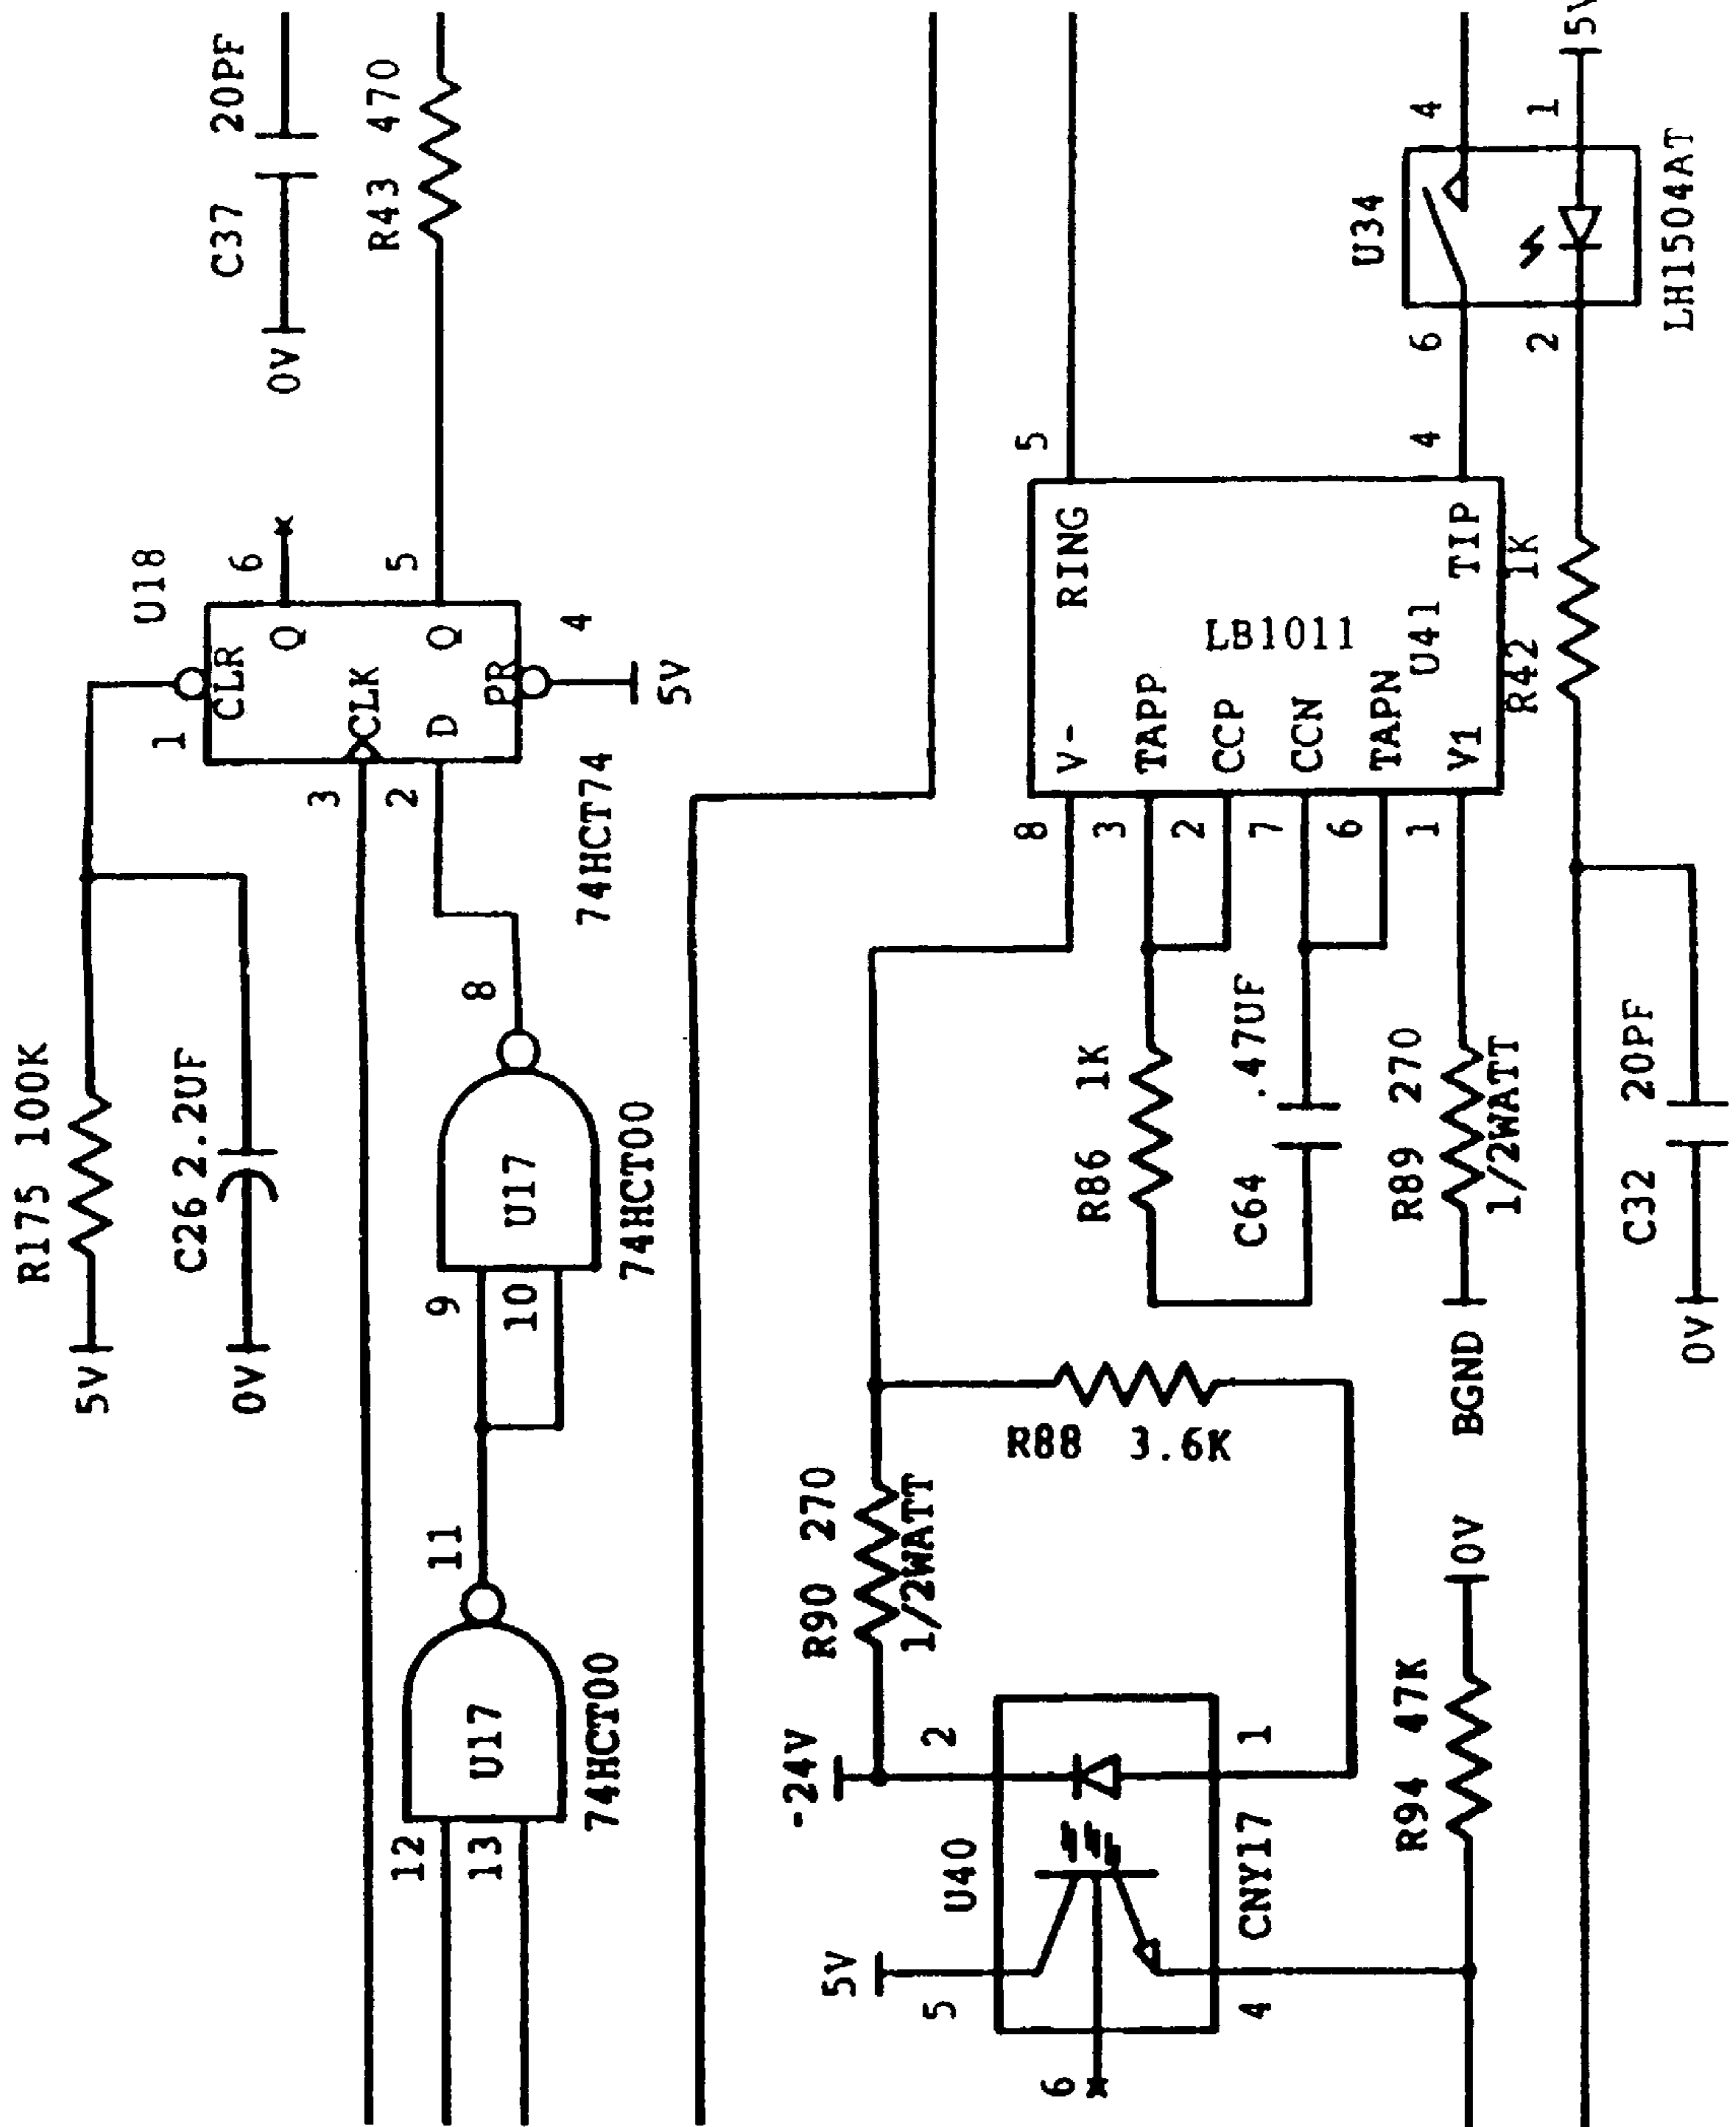 20PF
C37
0V
R43 470
U18
6
Q
CLR
1
5
Q
CLK
3
D
2
PR
4
5V
74HCT74
R175 100K
5V
C26 2.2UF
0V
8
U17
74HCT00
9
10
11
U17
74HCT00
12
13
5
RING
LB1011
U41
TIP
4
V-
TAPP
CCP
CCN
TAPN
V1
8
3
2
7
6
1
U34
4
1
6
2
5V
LH1504AT
R42 1K
R86 1K
C64 .47UF
R89 270
1/2WATT
BGND
C32 20PF
0V
R88 3.6K
R90 270
1/2WATT
-24V
2
1
U40
CNY17
5V
5
4
6
R94 47K
0V